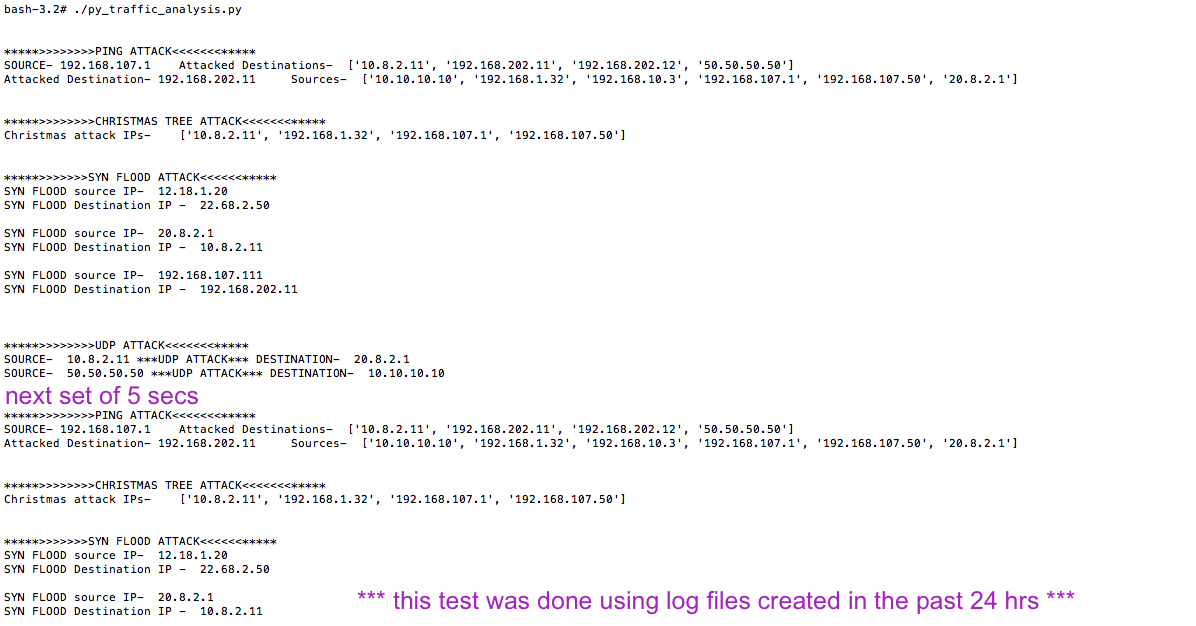 bash-3.2# ./py_traffic_analysis.py
*****>>>>>>>>PING ATTACK<<<<<<<*****
SOURCE- 192.168.107.1    Attacked Destinations-  ['10.8.2.11', '192.168.202.11', '192.168.202.12', '50.50.50.50']
Attacked Destination- 192.168.202.11     Sources-  ['10.10.10.10', '192.168.1.32', '192.168.10.3', '192.168.107.1', '192.168.107.50', '20.8.2.1']
*****>>>>>>>>CHRISTMAS TREE ATTACK<<<<<<<*****
Christmas attack IPs-    ['10.8.2.11', '192.168.1.32', '192.168.107.1', '192.168.107.50']
*****>>>>>>>SYN FLOOD ATTACK<<<<<<*****
SYN FLOOD source IP-  12.18.1.20
SYN FLOOD Destination IP -  22.68.2.50
SYN FLOOD source IP-  20.8.2.1
SYN FLOOD Destination IP -  10.8.2.11
SYN FLOOD source IP-  192.168.107.111
SYN FLOOD Destination IP -  192.168.202.11
*****>>>>>>>>UDP ATTACK<<<<<<<*****
SOURCE-  10.8.2.11 ***UDP ATTACK*** DESTINATION-  20.8.2.1
SOURCE-  50.50.50.50 ***UDP ATTACK*** DESTINATION-  10.10.10.10
next set of 5 secs
*****>>>>>>>>PING ATTACK<<<<<<<*****
SOURCE- 192.168.107.1    Attacked Destinations-  ['10.8.2.11', '192.168.202.11', '192.168.202.12', '50.50.50.50']
Attacked Destination- 192.168.202.11     Sources-  ['10.10.10.10', '192.168.1.32', '192.168.10.3', '192.168.107.1', '192.168.107.50', '20.8.2.1']
*****>>>>>>>>CHRISTMAS TREE ATTACK<<<<<<<*****
Christmas attack IPs-    ['10.8.2.11', '192.168.1.32', '192.168.107.1', '192.168.107.50']
*****>>>>>>>SYN FLOOD ATTACK<<<<<<*****
SYN FLOOD source IP-  12.18.1.20
SYN FLOOD Destination IP -  22.68.2.50
SYN FLOOD source IP-  20.8.2.1
SYN FLOOD Destination IP -  10.8.2.11
*** this test was done using log files created in the past 24 hrs ***